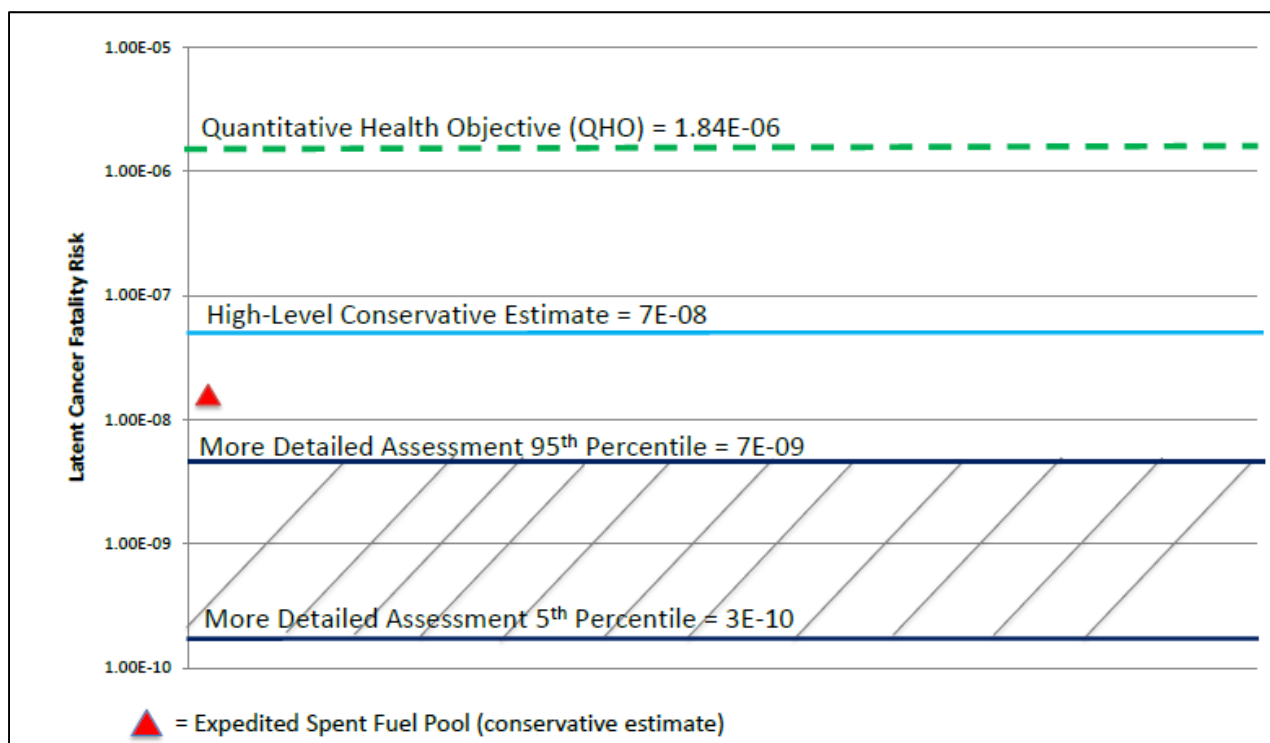 1.00E-05
Quantitative Health Objective (QHO) = 1.84E-06
1.00E-06
Latent Cancer Fatality Risk
1.00E-07
High-Level Conservative Estimate = 7E-08
1.00E-08
More Detailed Assessment 95th Percentile = 7E-09
1.00E-09
More Detailed Assessment 5th Percentile = 3E-10
1.00E-10
= Expedited Spent Fuel Pool (conservative estimate)